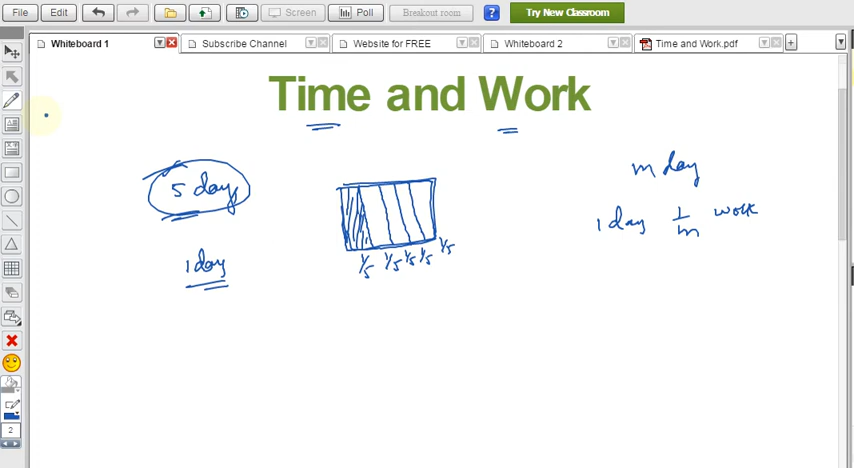 File Edit Screen Poll Breakout room ? Try New Classroom
Whiteboard 1 Subscribe Channel Website for FREE Whiteboard 2 Time and Work.pdf +
Time and Work
5 day
m day
1 day 1/m work
1 day
1/5 1/5 1/5 1/5 1/5
2